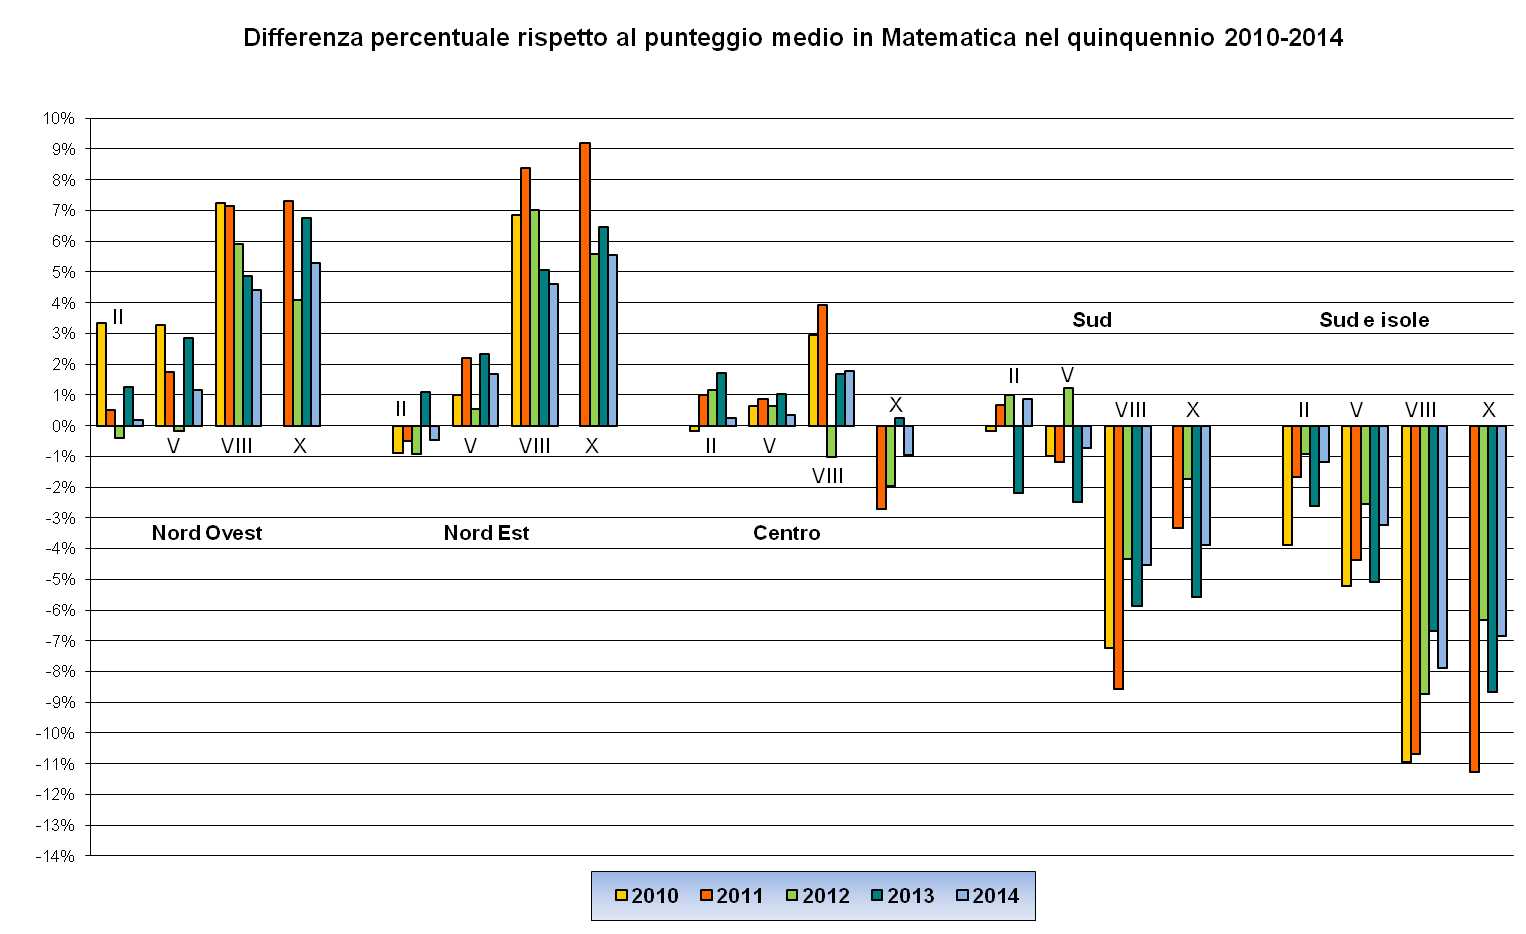 Differenza percentuale rispetto al punteggio medio in Matematica nel quinquennio 2010-2014
10%
9%
8%
7%
6%
5%
4%
3%
2%
1%
0%
-1%
-2%
-3%
-4%
-5%
-6%
-7%
-8%
-9%
-10%
-11%
-12%
-13%
-14%
II
V VIII X
Nord Ovest
II
V VIII X
Nord Est
II V
VIII
X
Centro
Sud
II V
VIII X
Sud e isole
II V VIII X
2010 2011 2012 2013 2014